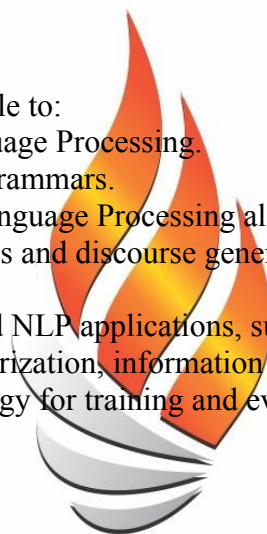 le to:
uage Processing.
rammars.
nguage Processing al
s and discourse gene
d NLP applications, su
rization, information
gy for training and ev